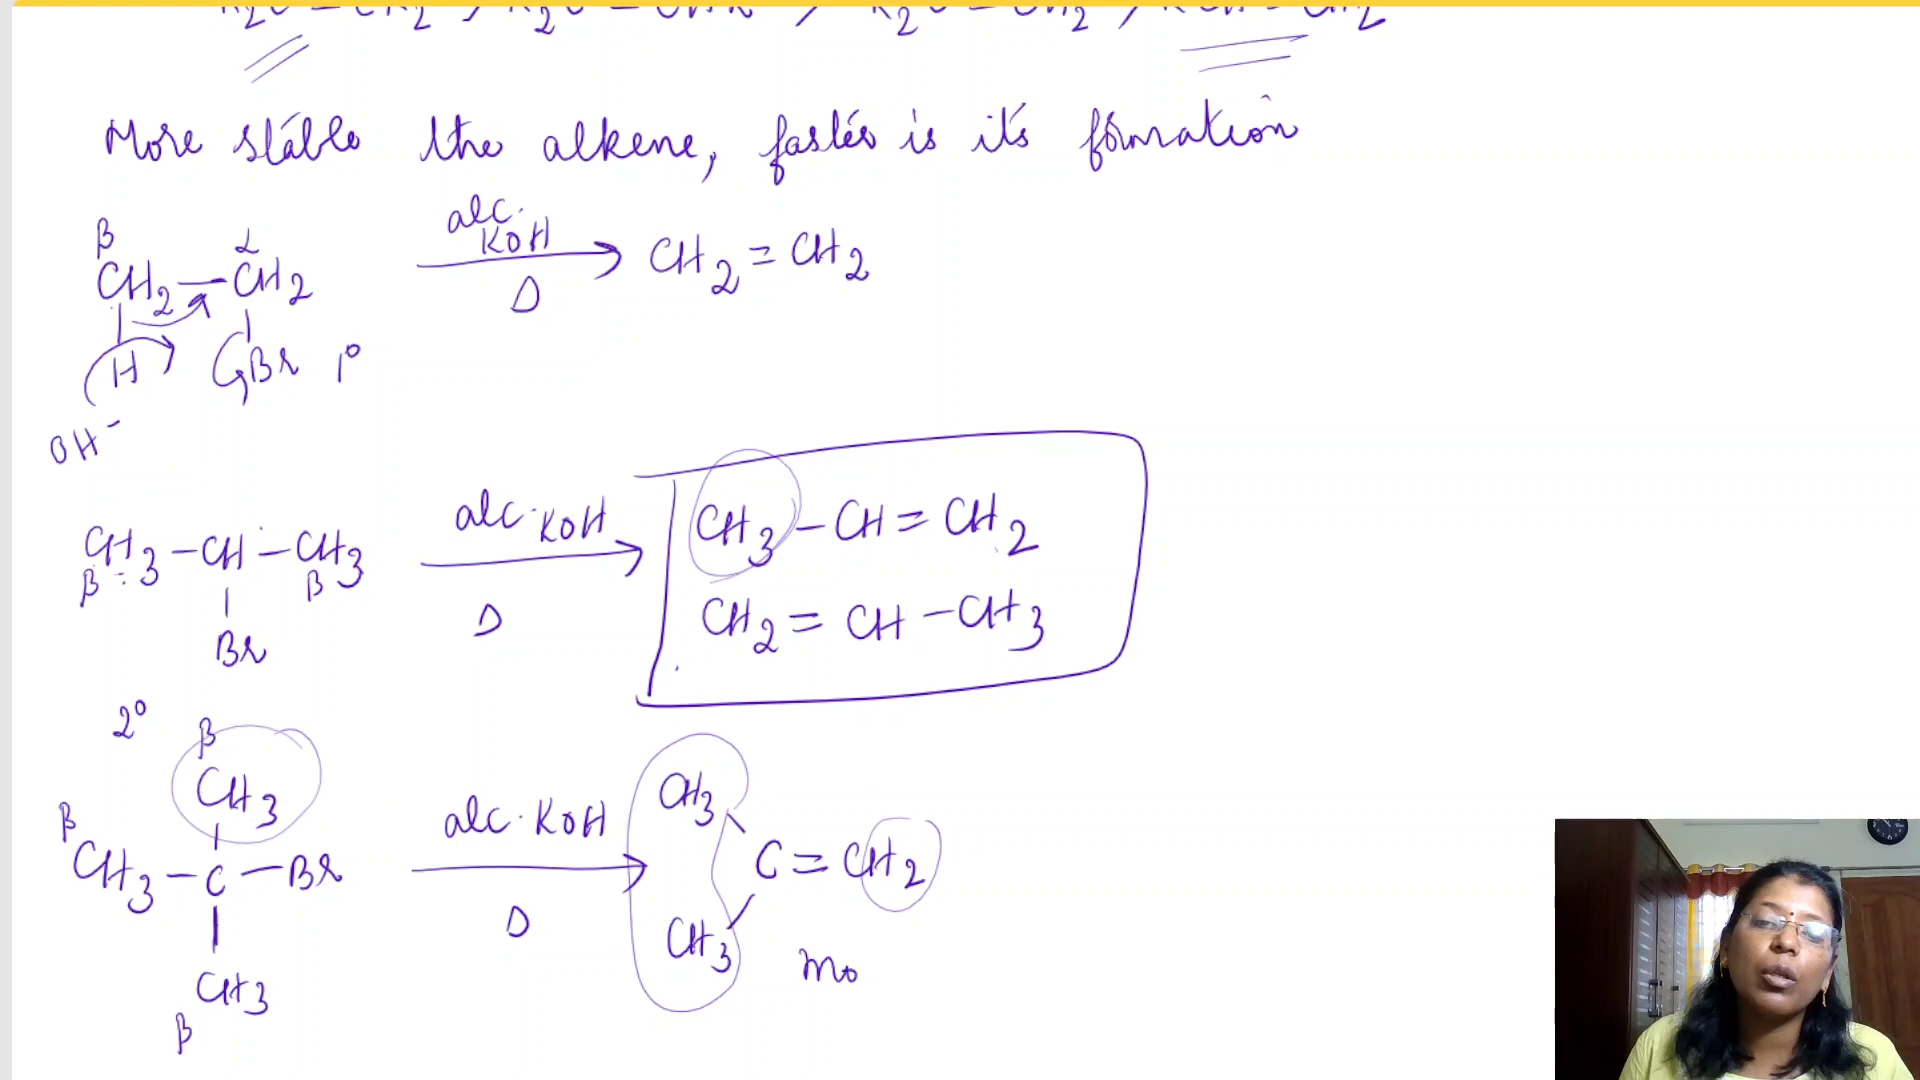 More stable the alkene, faster is its formation
β α
CH2 – CH2 alc. KOH Δ CH2 = CH2
H Br 1°
OH-
CH3 – CH – CH3 alc. KOH Δ CH3 – CH = CH2
β β
Br CH2 = CH – CH3
2°
β
CH3 CH3
β
CH3 – C – Br alc. KOH Δ C = CH2
CH3 CH3
β mo